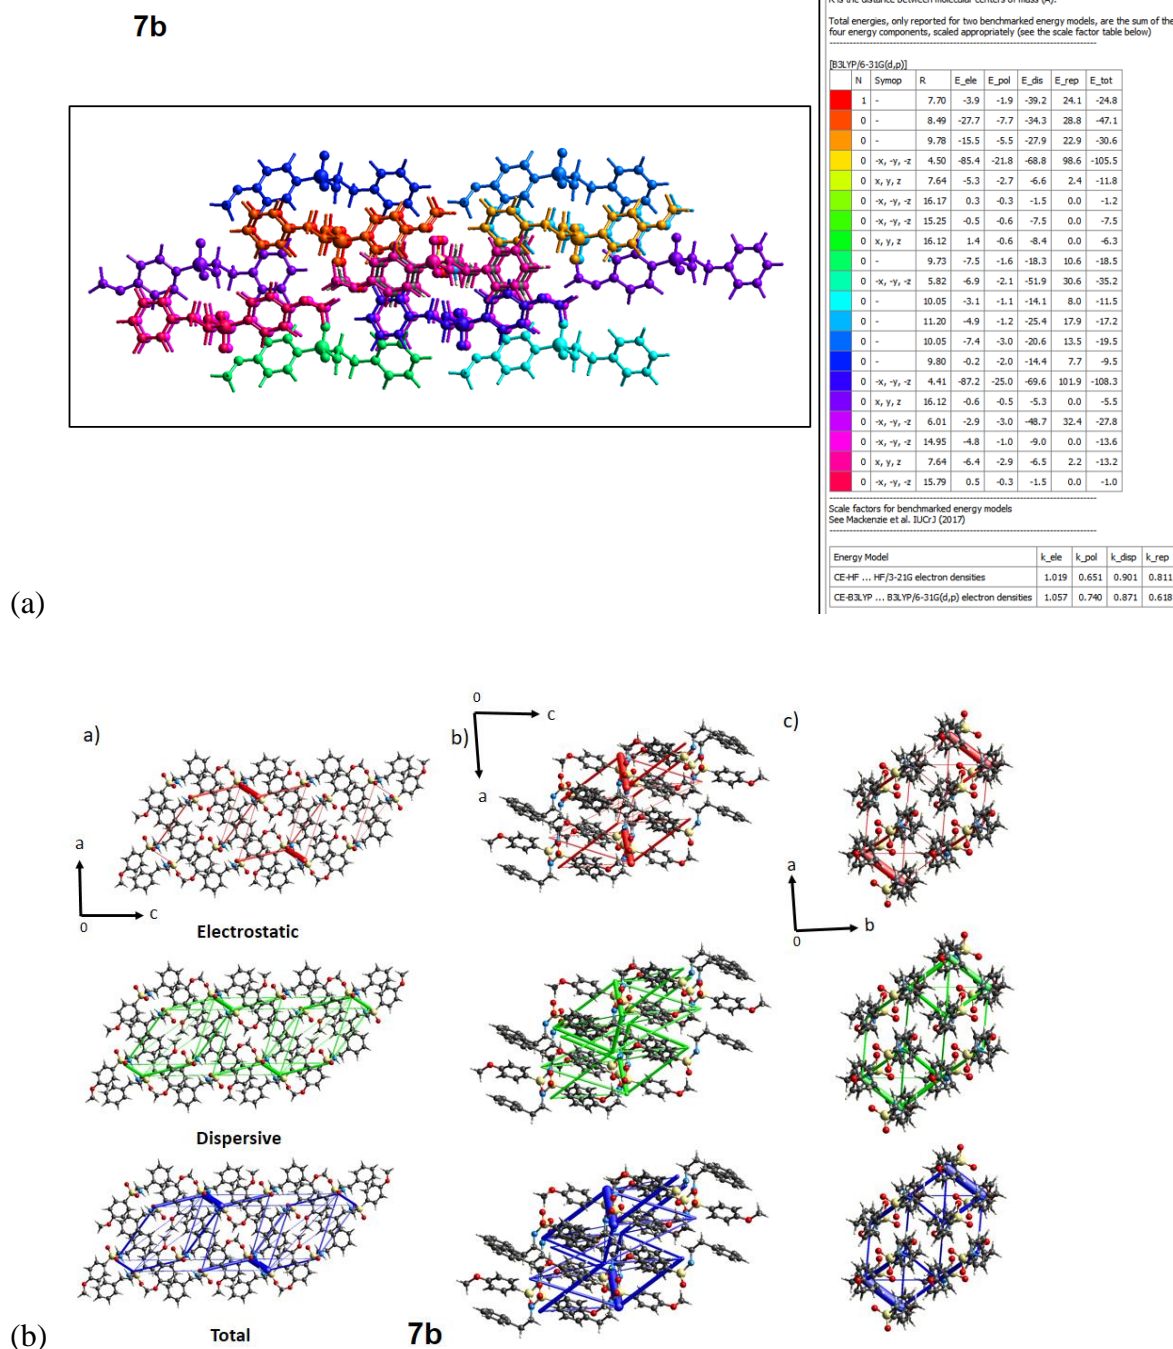 7b
R is the distance between molecular centers of mass (Å).
Total energies, only reported for two benchmarked energy models, are the sum of the
four energy components, scaled appropriately (see the scale factor table below)
[B3LYP/6-31G(d,p)]
N Symop R E_ele E_pol E_dis E_rep E_tot
1 - 7.70 -3.9 -1.9 -39.2 24.1 -24.8
0 - 8.49 -27.7 -7.7 -34.3 28.8 -47.1
0 - 9.78 -15.5 -5.5 -27.9 22.9 -30.6
0 -x, -y, -z 4.50 -85.4 -21.8 -68.8 98.6 -105.5
0 x, y, z 7.64 -5.3 -2.7 -6.6 2.4 -11.8
0 -x, -y, -z 16.17 0.3 -0.3 -1.5 0.0 -1.2
0 -x, -y, -z 15.25 -0.5 -0.6 -7.5 0.0 -7.5
0 x, y, z 16.12 1.4 -0.6 -8.4 0.0 -6.3
0 - 9.73 -7.5 -1.6 -18.3 10.6 -18.5
0 -x, -y, -z 5.82 -6.9 -2.1 -51.9 30.6 -35.2
0 - 10.05 -3.1 -1.1 -14.1 8.0 -11.5
0 - 11.20 -4.9 -1.2 -25.4 17.9 -17.2
0 - 10.05 -7.4 -3.0 -20.6 13.5 -19.5
0 - 9.80 -0.2 -2.0 -14.4 7.7 -9.5
0 -x, -y, -z 4.41 -87.2 -25.0 -69.6 101.9 -108.3
0 x, y, z 16.12 -0.6 -0.5 -5.3 0.0 -5.5
0 -x, -y, -z 6.01 -2.9 -3.0 -48.7 32.4 -27.8
0 -x, -y, -z 14.95 -4.8 -1.0 -9.0 0.0 -13.6
0 x, y, z 7.64 -6.4 -2.9 -6.5 2.2 -13.2
0 -x, -y, -z 15.79 0.5 -0.3 -1.5 0.0 -1.0
Scale factors for benchmarked energy models
See Mackenzie et al. IUCrJ (2017)
Energy Model k_ele k_pol k_disp k_rep
CE-HF ... HF/3-21G electron densities 1.019 0.651 0.901 0.811
CE-B3LYP ... B3LYP/6-31G(d,p) electron densities 1.057 0.740 0.871 0.618
(a)
a)
a
0
c
b)
0
c
a
c)
a
0
b
Electrostatic
Dispersive
Total
7b
(b)